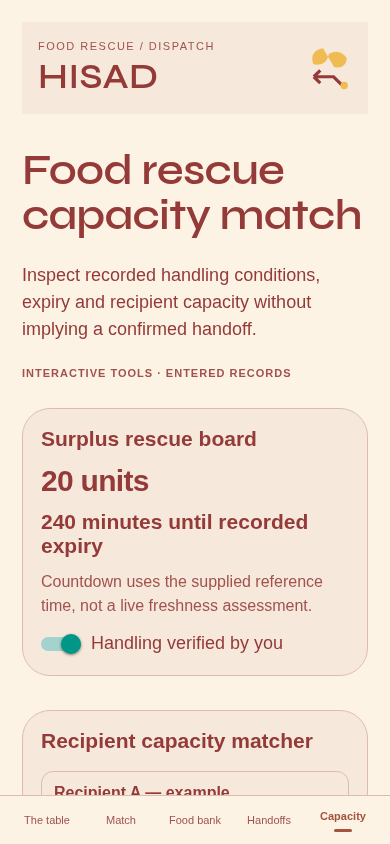 FOOD RESCUE / DISPATCH
HISAD
Food rescue
capacity match
Inspect recorded handling conditions,
expiry and recipient capacity without
implying a confirmed handoff.
INTERACTIVE TOOLS · ENTERED RECORDS
Surplus rescue board
20 units
240 minutes until recorded
expiry
Countdown uses the supplied reference
time, not a live freshness assessment.
Handling verified by you
Recipient capacity matcher
Recipient A — example
The table Match Food bank Handoffs Capacity